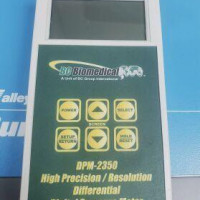 alley
BC Biomedical
A Unit of BC Group International
POWER
SELECT
SCREEN
SETUP
RETURN
HOLD
RESET
DPM-2350
High Precision / Resolution
Differential